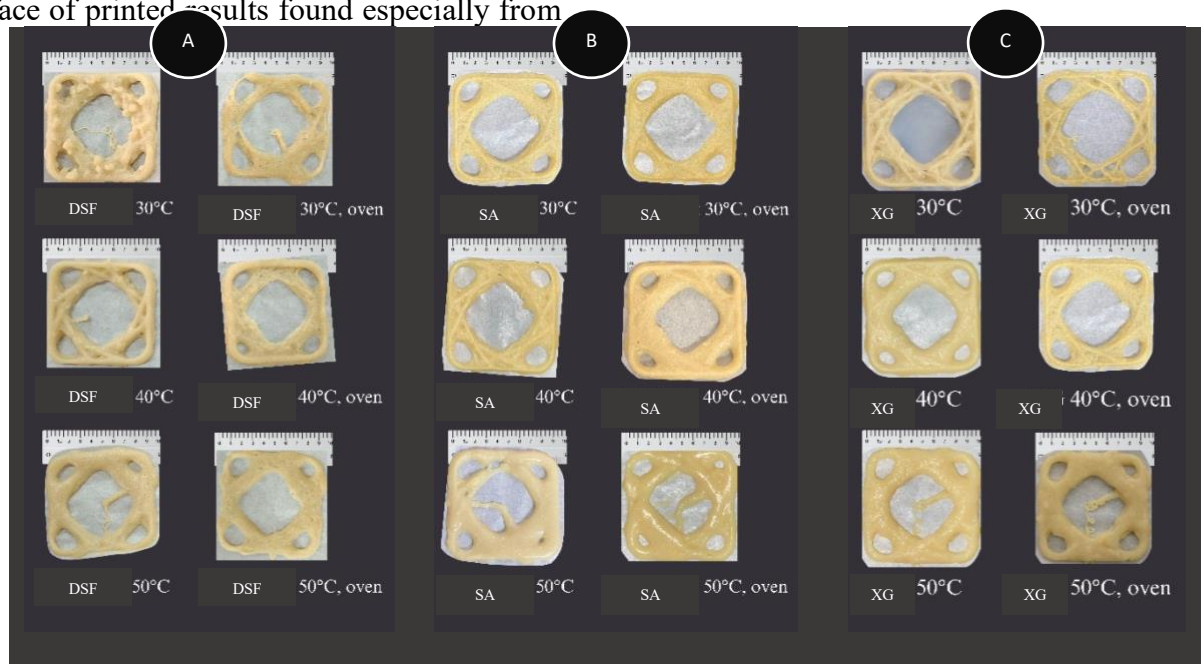 face of printed results found especially from
A
B
C
DSF 30°C
DSF 30°C, oven
SA 30°C
SA 30°C, oven
XG 30°C
XG 30°C, oven
DSF 40°C
DSF 40°C, oven
SA 40°C
SA 40°C, oven
XG 40°C
XG 40°C, oven
DSF 50°C
DSF 50°C, oven
SA 50°C
SA 50°C, oven
XG 50°C
XG 50°C, oven